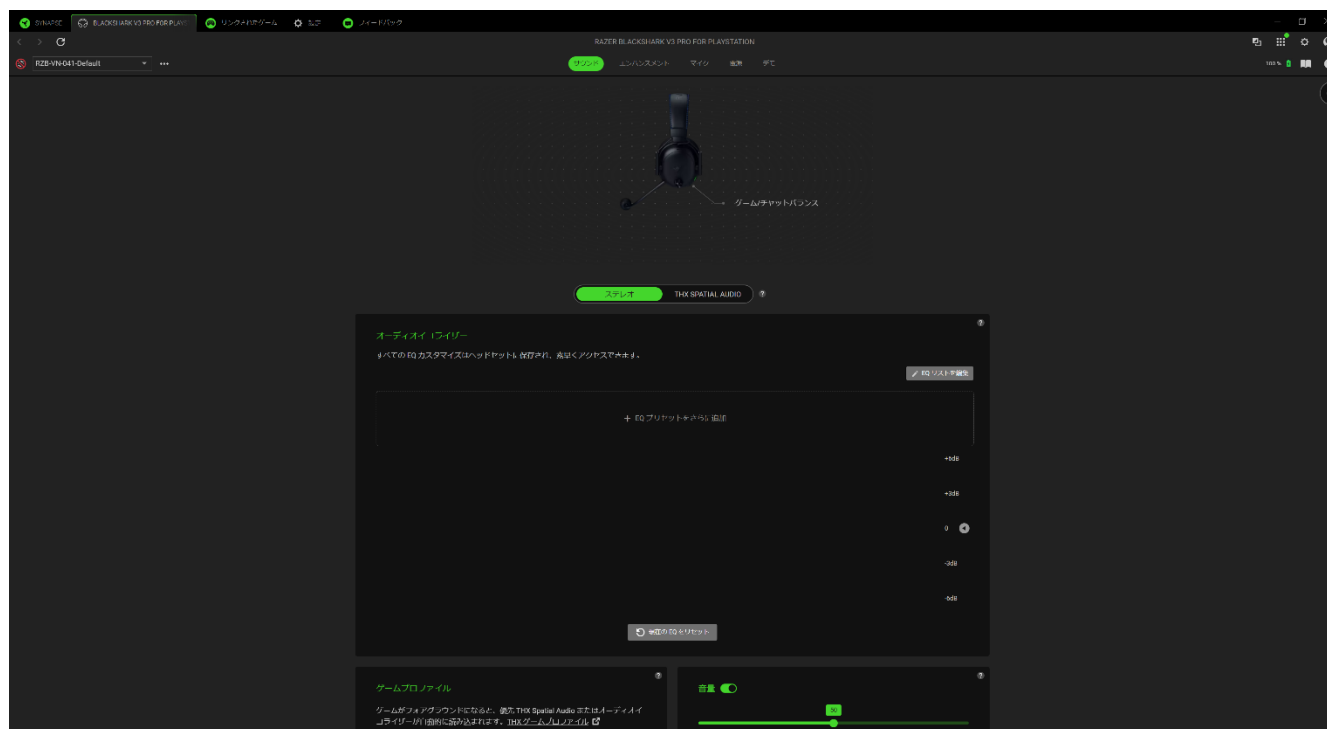 SYNAPSE
BLACKSHARK V3 PRO FOR PLAYST
リンクされたゲーム
設定
フィードバック
RAZER BLACKSHARK V3 PRO FOR PLAYSTATION
RZB-VN-041-Default
サウンド
エンハンスメント
マイク
電源
デモ
100 %
ゲーム/チャットバランス
ステレオ
THX SPATIAL AUDIO
オーディオイコライザー
すべての EQ カスタマイズはヘッドセットに保存され、素早くアクセスできます。
EQ リストを編集
+ EQ プリセットをさらに追加
+6dB
+3dB
0
-3dB
-6dB
現在の EQ をリセット
ゲームプロファイル
音量
ゲームがフォアグラウンドになると、優先 THX Spatial Audio またはオーディオイ
コライザーが自動的に読み込まれます。THX ゲームプロファイル
50